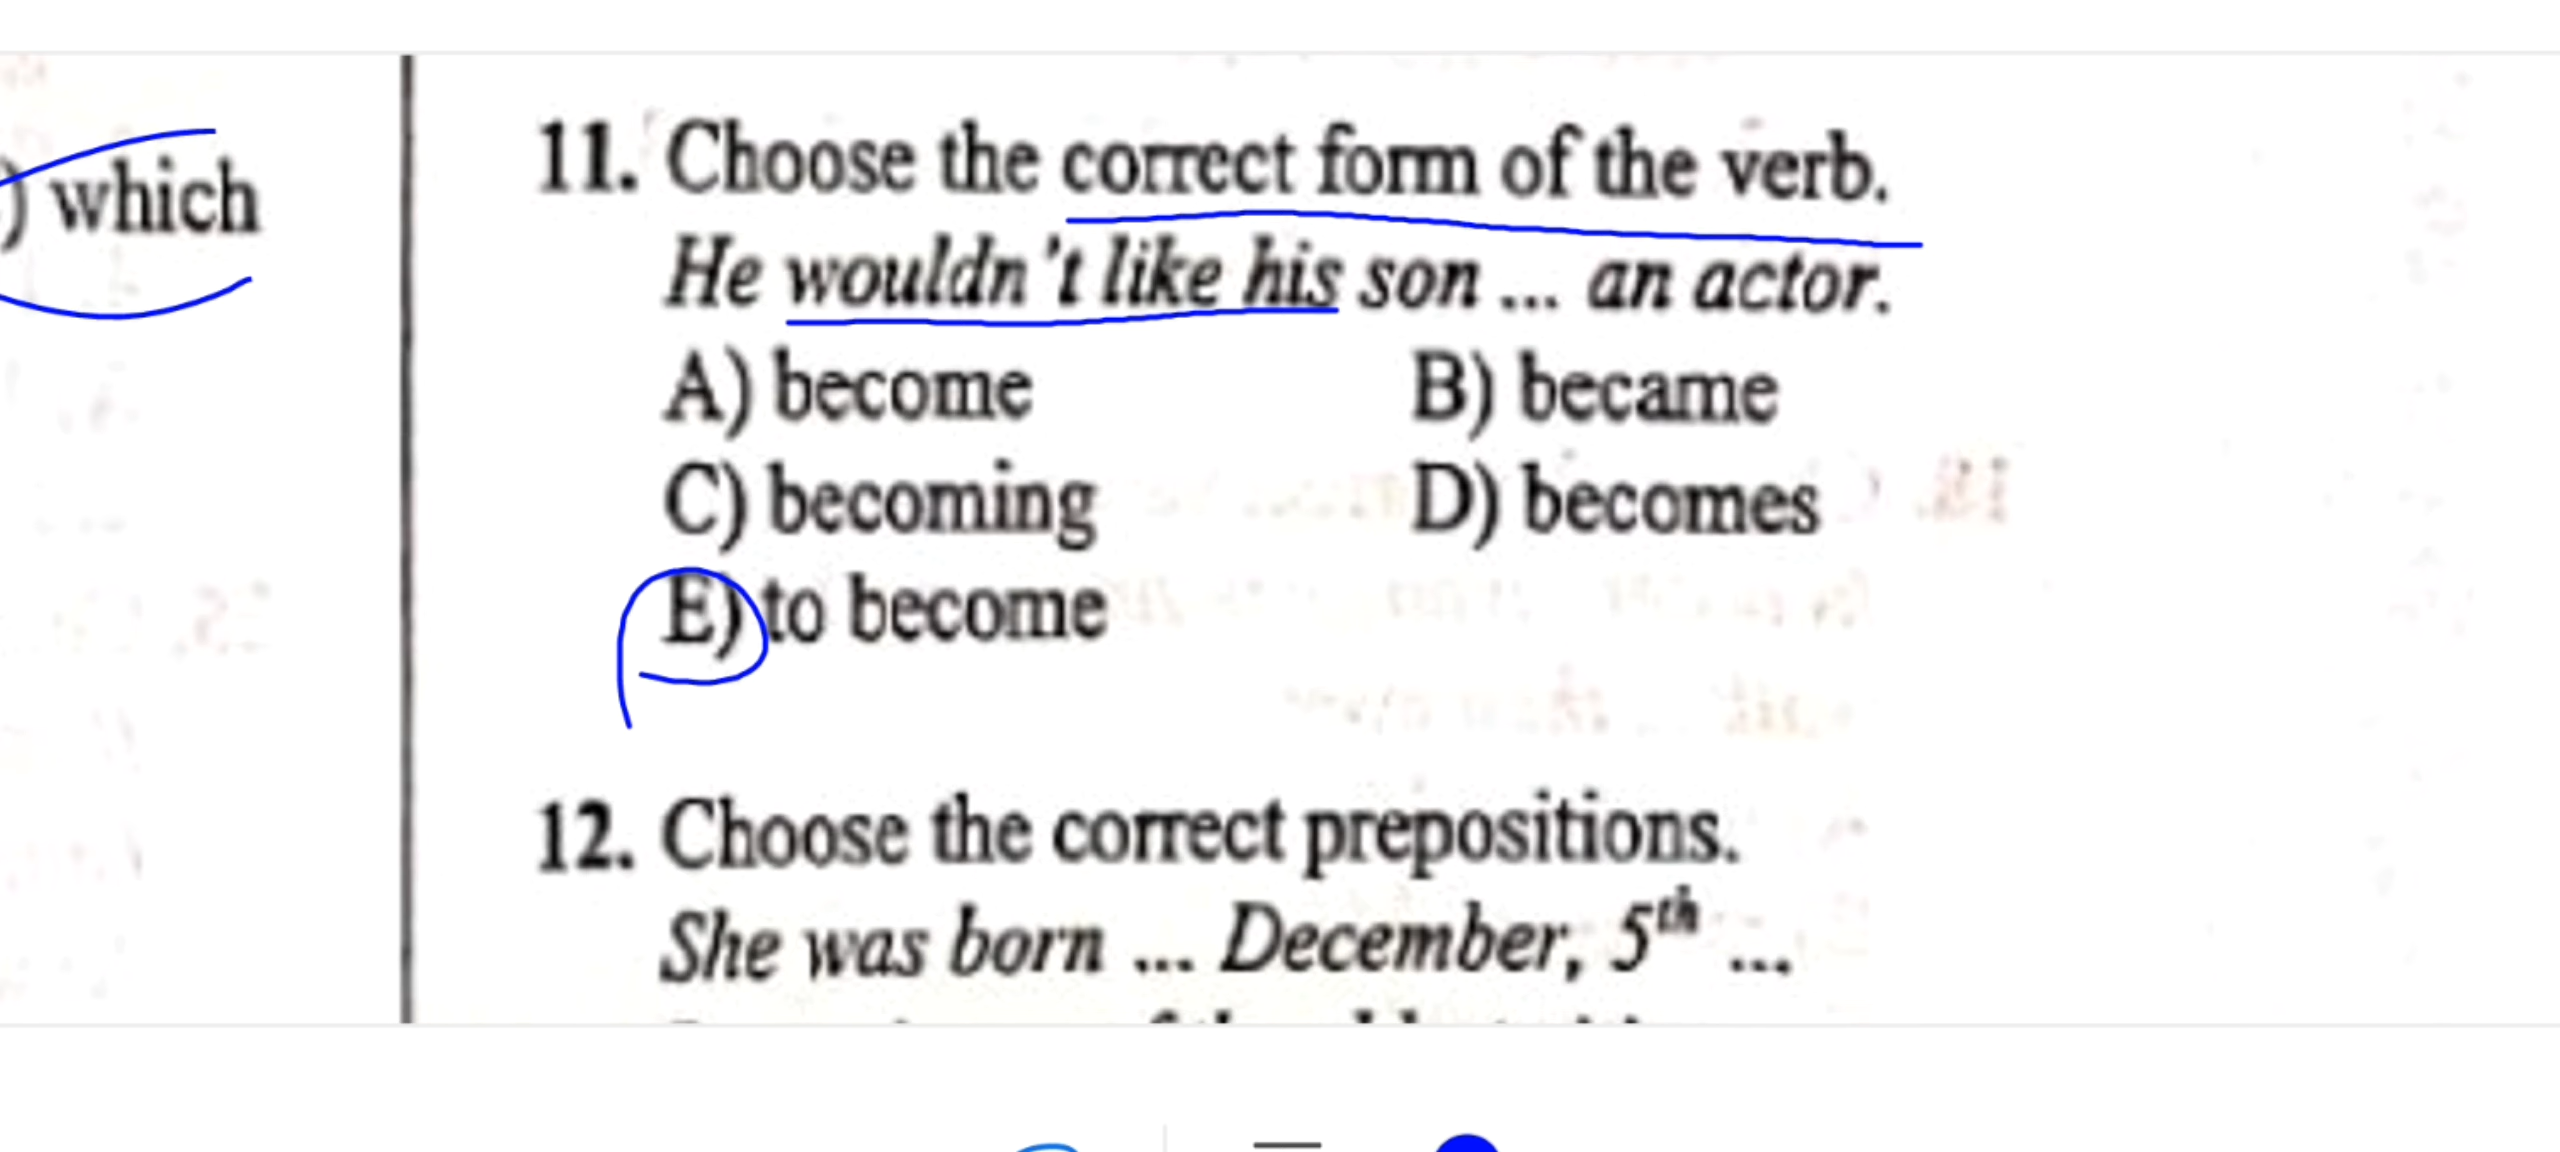 ) which
11. Choose the correct form of the verb.
He wouldn't like his son ... an actor.
A) become B) became
C) becoming D) becomes
E) to become
12. Choose the correct prepositions.
She was born ... December, 5th ...